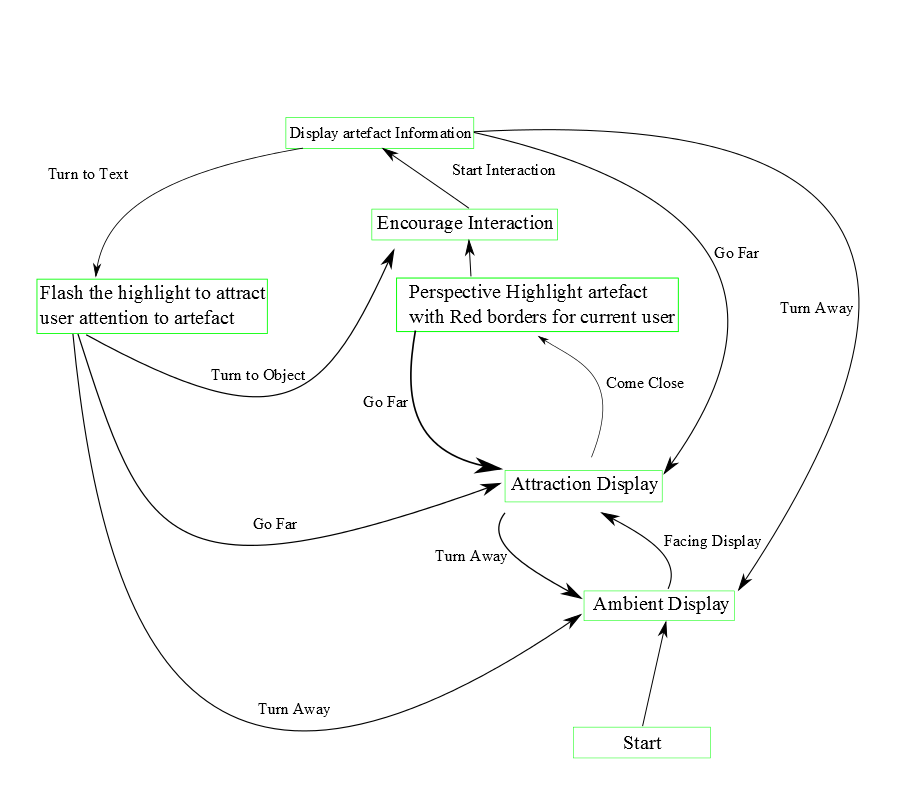 Display artefact Information
Turn to Text
Start Interaction
Encourage Interaction
Go Far
Flash the highlight to attract
user attention to artefact
Perspective Highlight artefact
with Red borders for current user
Turn Away
Turn to Object
Come Close
Go Far
Attraction Display
Go Far
Turn Away
Facing Display
Ambient Display
Turn Away
Start